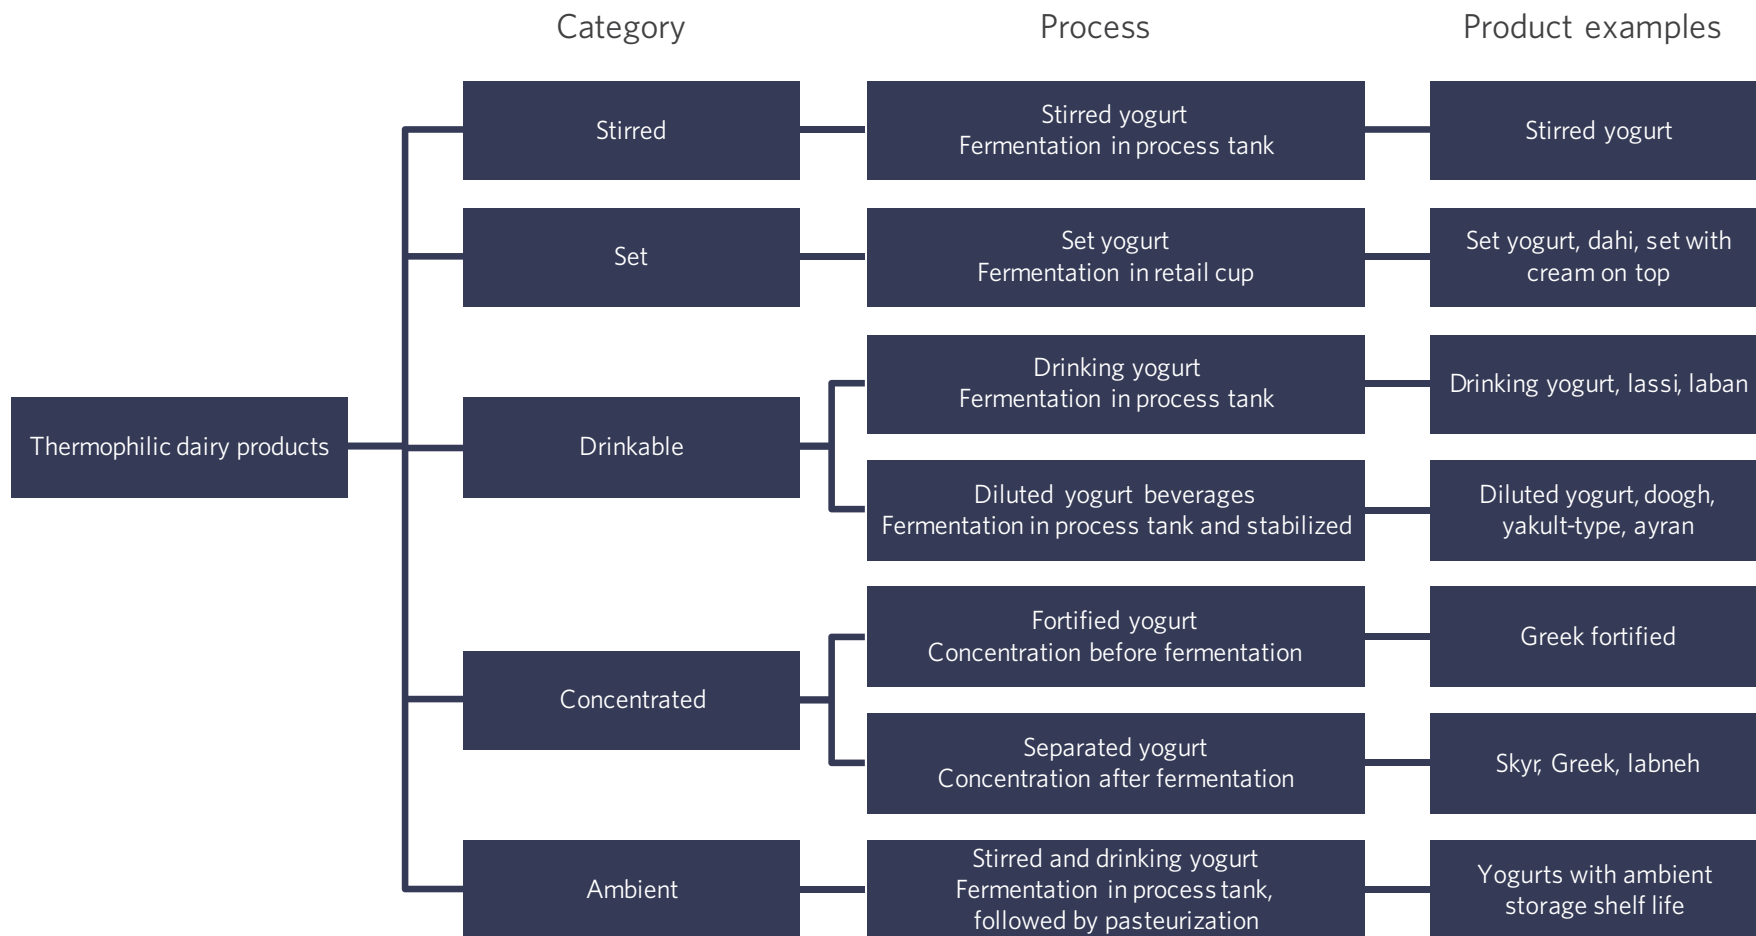 Category
Process
Product examples
Stirred
Stirred yogurt
Fermentation in process tank
Stirred yogurt
Set
Set yogurt
Fermentation in retail cup
Set yogurt, dahi, set with
cream on top
Thermophilic dairy products
Drinkable
Drinking yogurt
Fermentation in process tank
Drinking yogurt, lassi, laban
Diluted yogurt beverages
Fermentation in process tank and stabilized
Diluted yogurt, doogh,
yakult-type, ayran
Concentrated
Fortified yogurt
Concentration before fermentation
Greek fortified
Separated yogurt
Concentration after fermentation
Skyr, Greek, labneh
Ambient
Stirred and drinking yogurt
Fermentation in process tank,
followed by pasteurization
Yogurts with ambient
storage shelf life